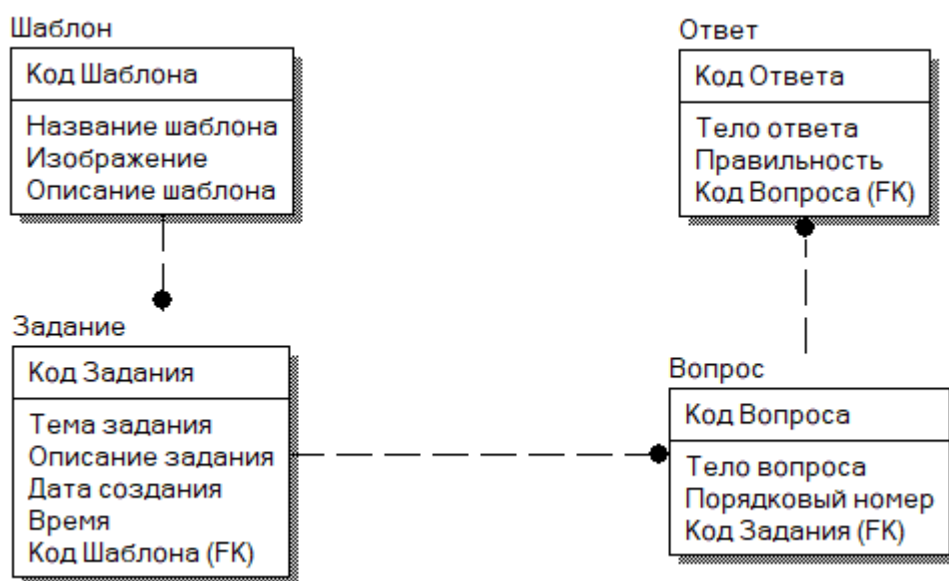 Шаблон
Код Шаблона
Название шаблона
Изображение
Описание шаблона
Ответ
Код Ответа
Тело ответа
Правильность
Код Вопроса (FK)
Задание
Код Задания
Тема задания
Описание задания
Дата создания
Время
Код Шаблона (FK)
Вопрос
Код Вопроса
Тело вопроса
Порядковый номер
Код Задания (FK)